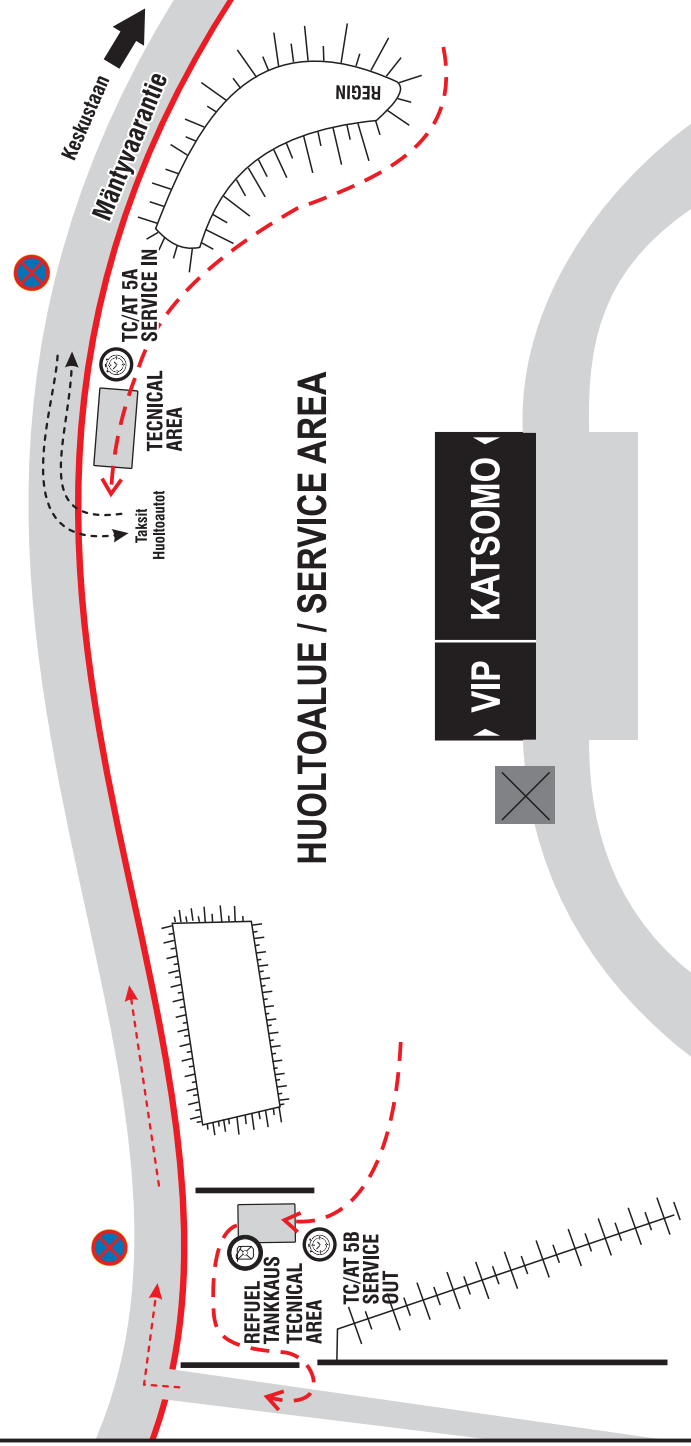 Keskustaan
Mäntyvaarantie
REGIN
TC/AT 5A
SERVICE IN
TECNICAL
AREA
Taksit
Huoltoautot
HUOLTOALUE / SERVICE AREA
KATSOMO
VIP
REFUEL
TANKKAUS
TECNICAL
AREA
TC/AT 5B
SERVICE
OUT